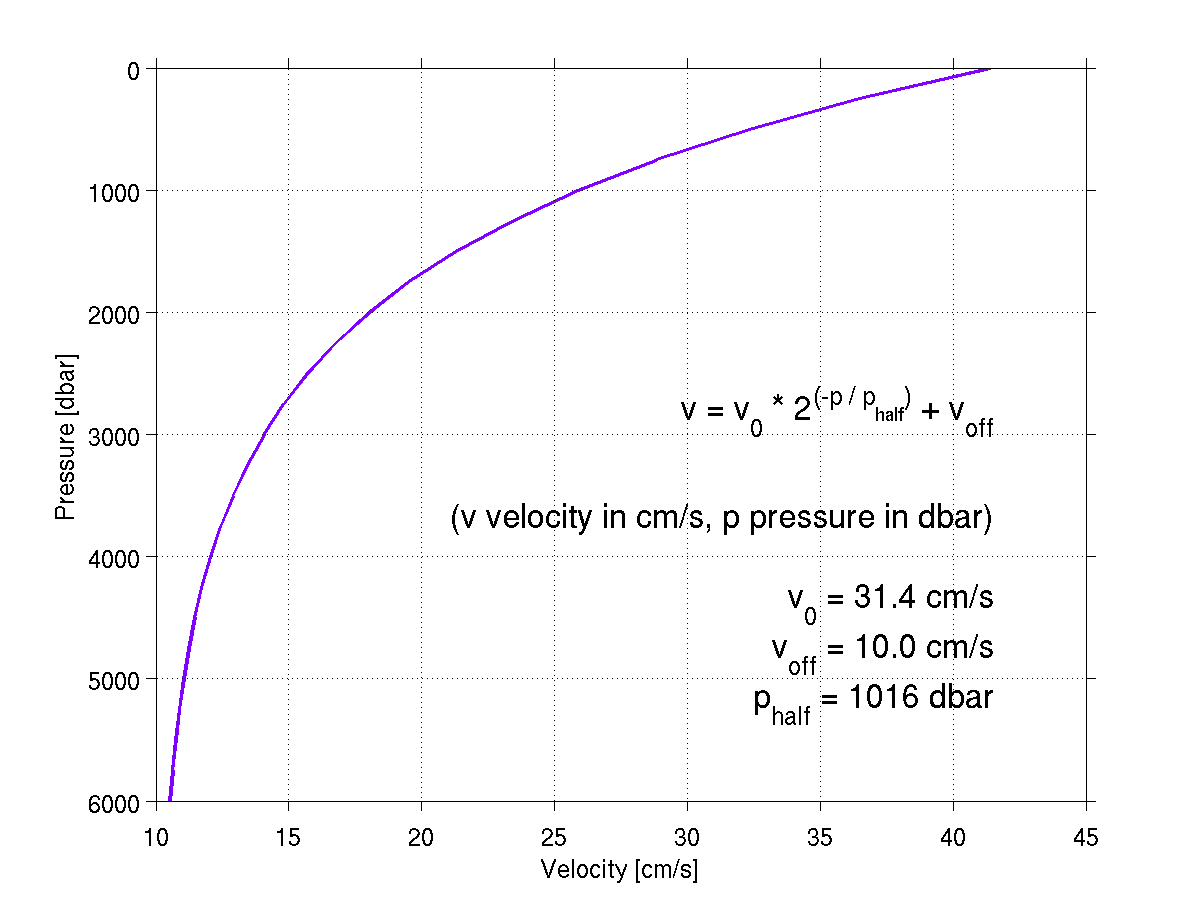 0
1000
2000
3000
4000
5000
6000
Pressure [dbar]
v = v0 * 2(-p / phalf) + voff
(v velocity in cm/s, p pressure in dbar)
v0 = 31.4 cm/s
voff = 10.0 cm/s
phalf = 1016 dbar
10 15 20 25 30 35 40 45
Velocity [cm/s]